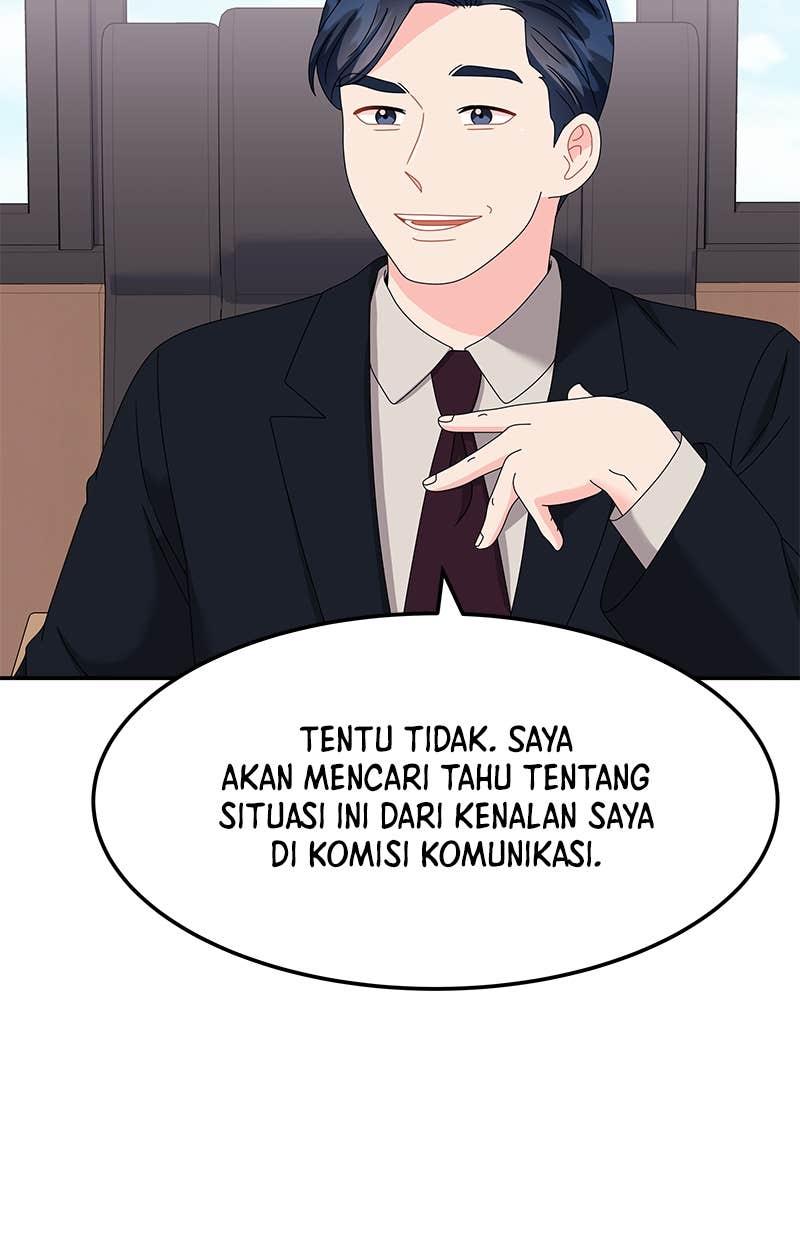 TENTU TIDAK. SAYA
AKAN MENCARI TAHU TENTANG
SITUASI INI DARI KENALAN SAYA
DI KOMISI KOMUNIKASI.